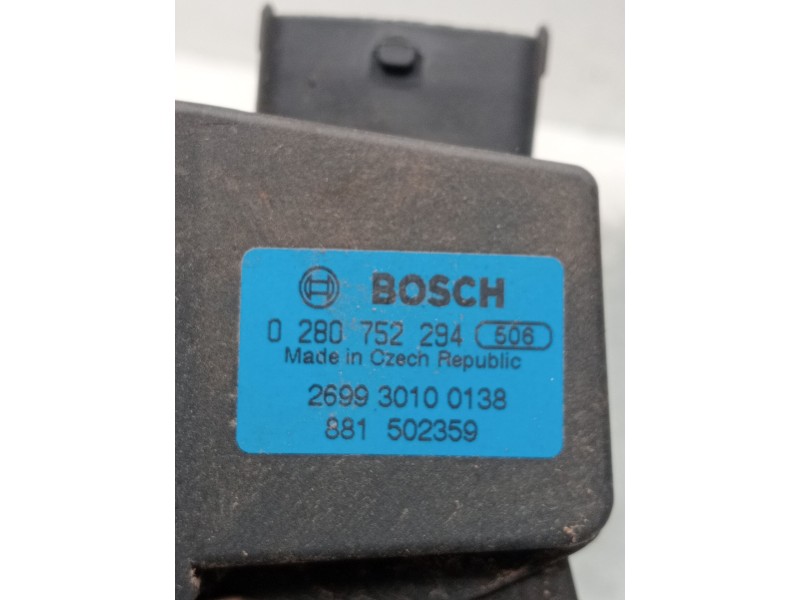 BOSCH
0 280 752 294 506
Made in Czech Republic
2699 3010 0138
881 502359